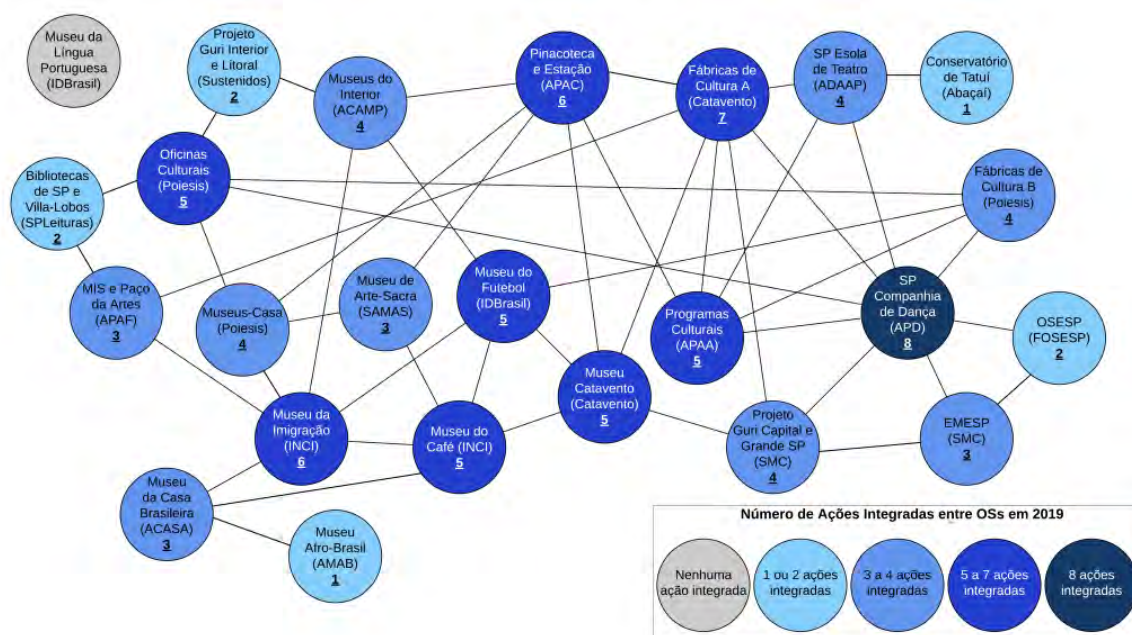 Museu da
Língua
Portuguesa
(IDBrasil)
Projeto
Guri Interior
e Litoral
(Sustenidos)
2
Museus do
Interior
(ACAMP)
4
Pinacoteca
e Estação
(APAC)
6
Fábricas de
Cultura A
(Catavento)
7
SP Esola
de Teatro
(ADAAP)
4
Conservatório
de Tatuí
(Abaçaí)
1
Oficinas
Culturais
(Poiesis)
5
Bibliotecas
de SP e
Villa-Lobos
(SPLeituras)
2
Fábricas de
Cultura B
(Poiesis)
4
MIS e Paço
da Artes
(APAF)
3
Museus-Casa
(Poiesis)
4
Museu de
Arte-Sacra
(SAMAS)
3
Museu do
Futebol
(IDBrasil)
5
Programas
Culturais
(APAA)
5
SP
Companhia
de Dança
(APD)
8
OSESP
(FOSESP)
2
Museu
Catavento
(Catavento)
5
Museu da
Imigração
(INCI)
6
Museu do
Café (INCI)
5
Projeto
Guri Capital e
Grande SP
(SMC)
4
EMESP
(SMC)
3
Museu
da Casa
Brasileira
(ACASA)
3
Museu
Afro-Brasil
(AMAB)
1
Número de Ações Integradas entre OSs em 2019
Nenhuma
ação integrada
1 ou 2 ações
integradas
3 a 4 ações
integradas
5 a 7 ações
integradas
8 ações
integradas